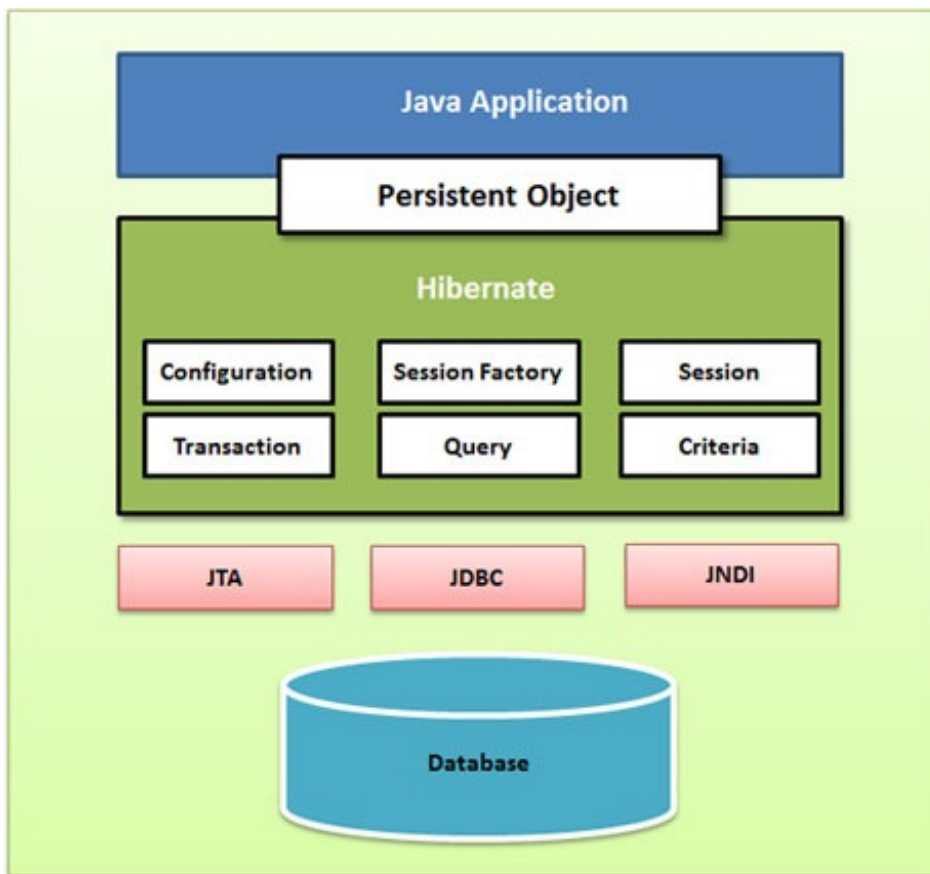 Java Application
Persistent Object
Hibernate
Configuration
Session Factory
Session
Transaction
Query
Criteria
JTA
JDBC
JNDI
Database